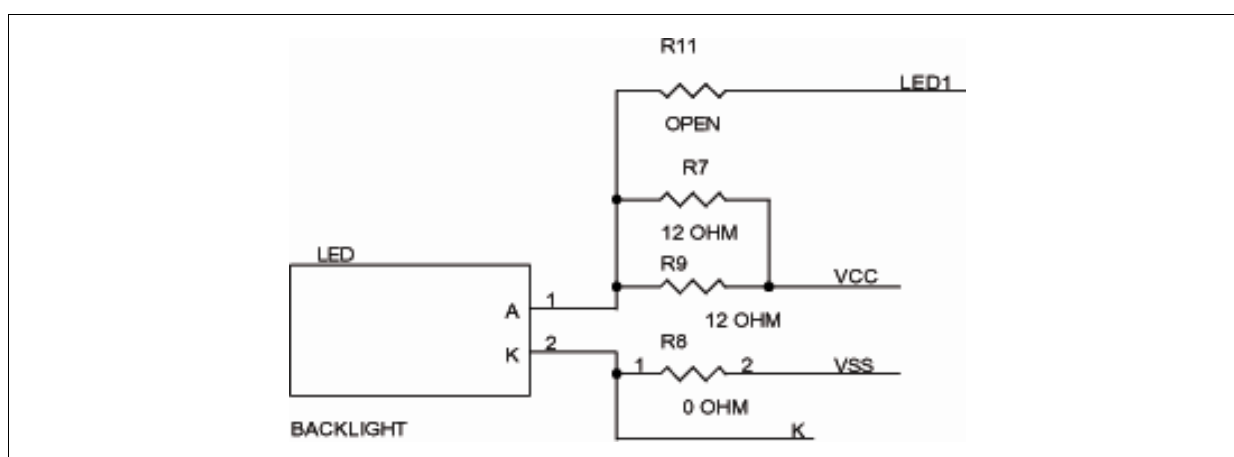 R11
LED1
OPEN
R7
12 OHM
LED
R9
VCC
A
1
12 OHM
K
2
R8
1
2
VSS
0 OHM
BACKLIGHT
K